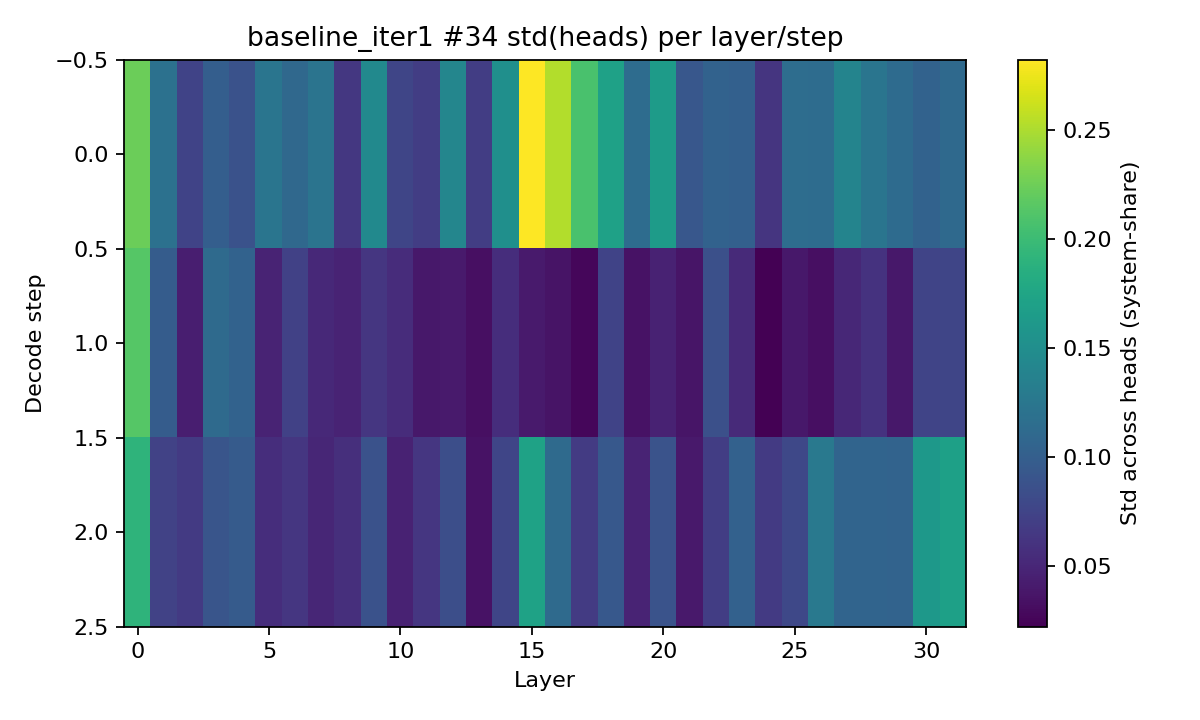 baseline_iter1 #34 std(heads) per layer/step
−0.5
0.0
0.5
1.0
1.5
2.0
2.5
Decode step
0 5 10 15 20 25 30
Layer
0.25
0.20
0.15
0.10
0.05
Std across heads (system-share)